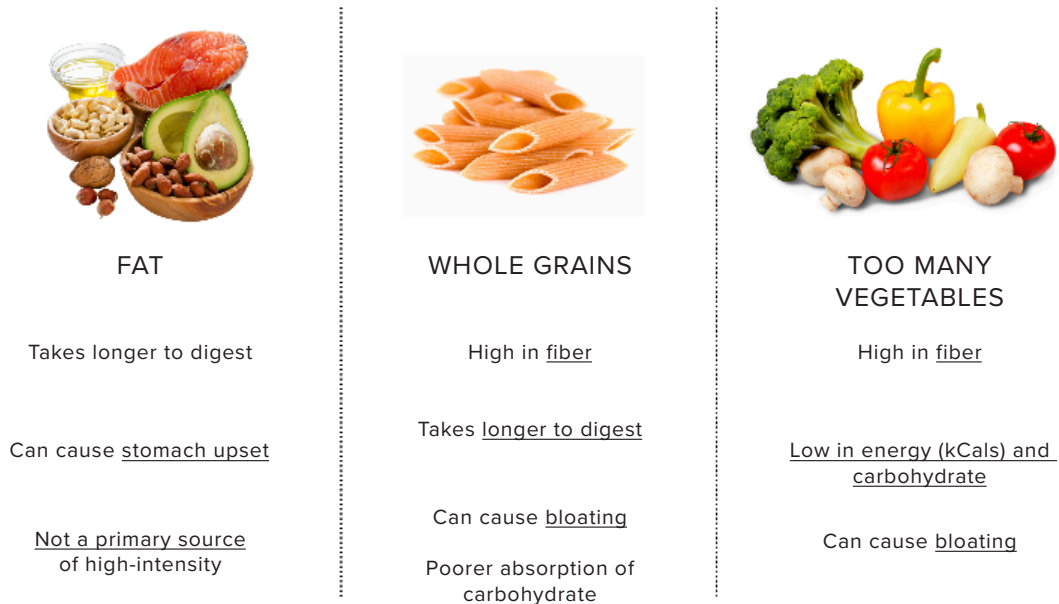 FAT
Takes longer to digest
Can cause stomach upset
Not a primary source
of high-intensity
WHOLE GRAINS
High in fiber
Takes longer to digest
Can cause bloating
Poorer absorption of
carbohydrate
TOO MANY
VEGETABLES
High in fiber
Low in energy (kCals) and
carbohydrate
Can cause bloating